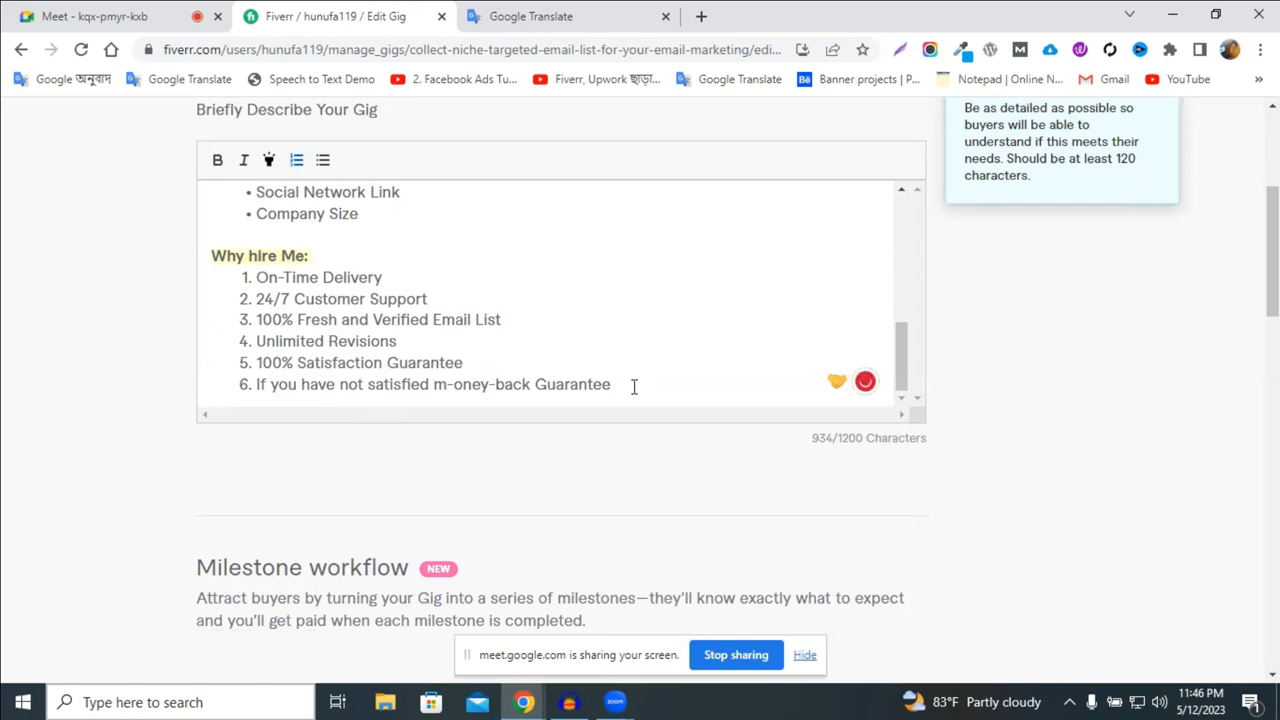 Meet - kqx-pmyr-kxb
Fiverr / hunufa119 / Edit Gig
Google Translate
fiverr.com/users/hunufa119/manage_gigs/collect-niche-targeted-email-list-for-your-email-marketing/edi...
Google অনুবাদ
Google Translate
Speech to Text Demo
2. Facebook Ads Tu...
Fiverr, Upwork ছাড়া...
Google Translate
Banner projects | P...
Notepad | Online N...
Gmail
YouTube
Briefly Describe Your Gig
Be as detailed as possible so
buyers will be able to
understand if this meets their
needs. Should be at least 120
characters.
B I
• Social Network Link
• Company Size
Why hIre Me:
1. On-Time Delivery
2. 24/7 Customer Support
3. 100% Fresh and Verified Email List
4. Unlimited Revisions
5. 100% Satisfaction Guarantee
6. If you have not satisfied m-oney-back Guarantee
934/1200 Characters
Milestone workflow NEW
Attract buyers by turning your Gig into a series of milestones—they'll know exactly what to expect
and you'll get paid when each milestone is completed.
meet.google.com is sharing your screen. Stop sharing Hide
Type here to search
zoom
83°F Partly cloudy
11:46 PM
5/12/2023